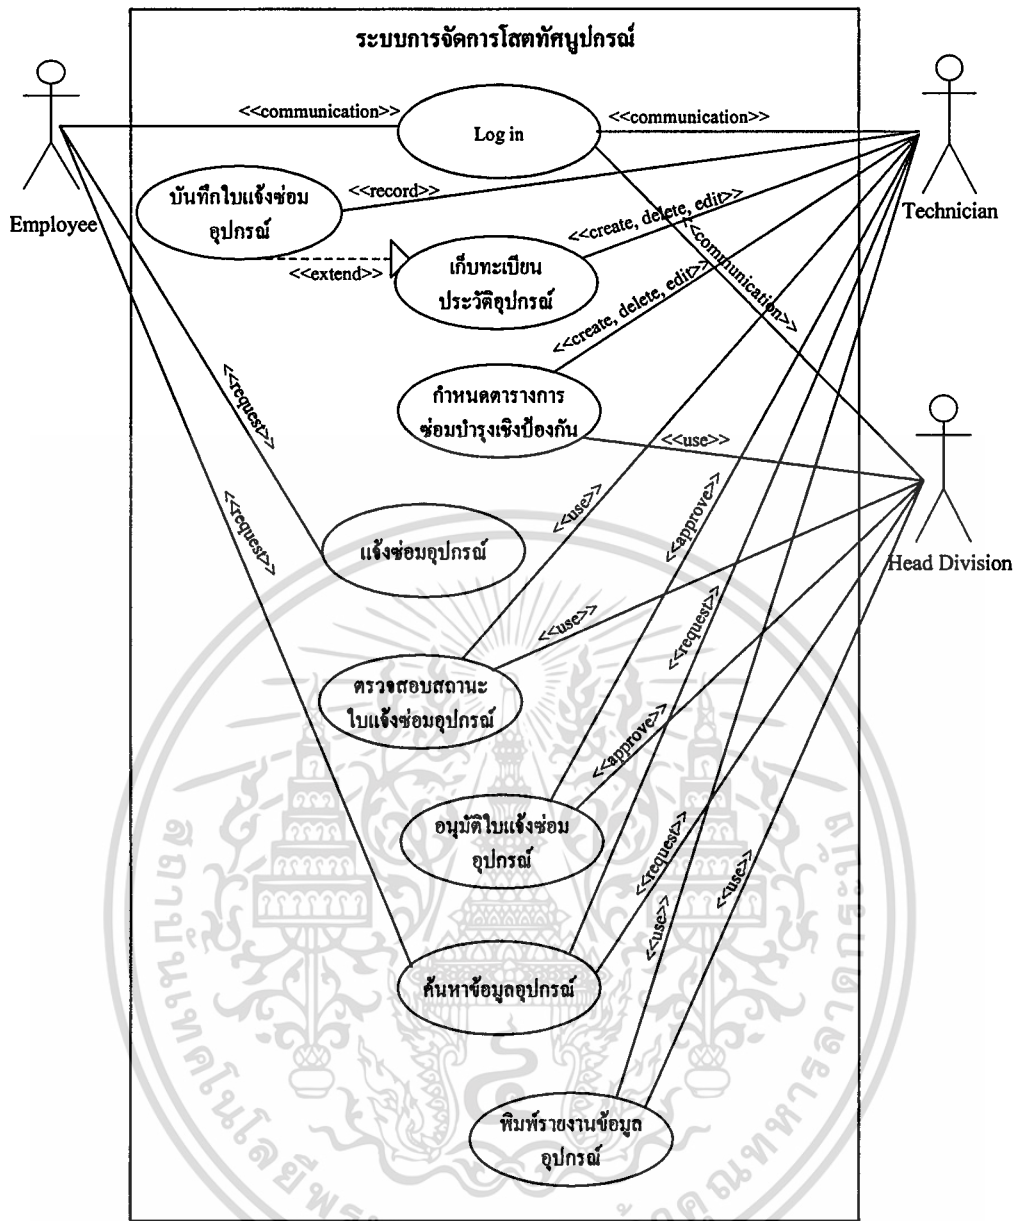 ระบบการจัดการโสตทัศนูปกรณ์
<<communication>>
Log in
<<communication>>
Employee
Technician
บันทึกใบแจ้งซ่อม
อุปกรณ์
<<record>>
<<extend>>
เก็บทะเบียน
ประวัติอุปกรณ์
<<create, delete, edit>>
<<communication>>
<<create, delete, edit>>
กำหนดตารางการ
ซ่อมบำรุงเชิงป้องกัน
<<use>>
Head Division
<<request>>
<<request>>
แจ้งซ่อมอุปกรณ์
<<use>>
<<approve>>
<<request>>
<<use>>
ตรวจสอบสถานะ
ใบแจ้งซ่อมอุปกรณ์
<<approve>>
อนุมัติใบแจ้งซ่อม
อุปกรณ์
<<request>>
<<use>>
<<use>>
ค้นหาข้อมูลอุปกรณ์
พิมพ์รายงานข้อมูล
อุปกรณ์